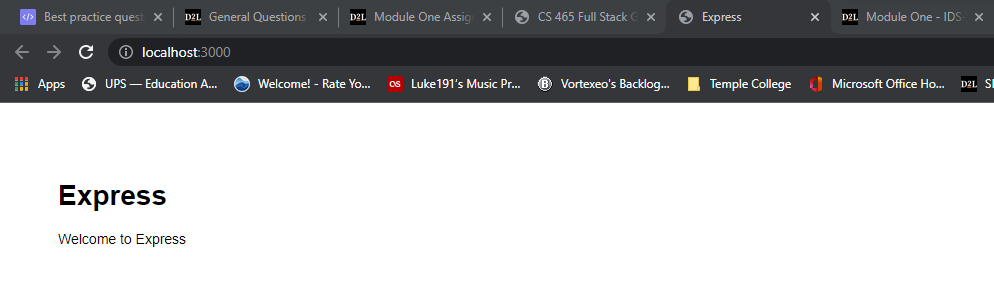 Best practice quest
D2L General Questions
D2L Module One Assig
CS 465 Full Stack G
Express
D2L Module One - IDS-
localhost:3000
Apps
UPS — Education A...
Welcome! - Rate Yo...
os Luke191's Music Pr...
B Vortexeo's Backlog...
Temple College
Microsoft Office Ho...
D2L
Express
Welcome to Express